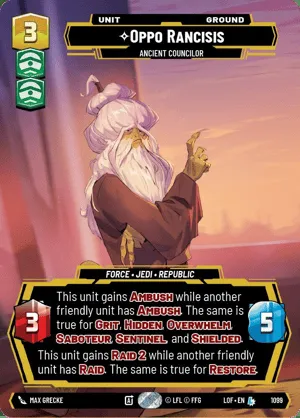 UNIT GROUND
3
✧OPPO RANCISIS
ANCIENT COUNCILOR
FORCE • JEDI • REPUBLIC
This unit gains AMBUSH while another
friendly unit has AMBUSH. The same is
true for GRIT, HIDDEN, OVERWHELM,
SABOTEUR, SENTINEL, and SHIELDED.
3
5
This unit gains RAID 2 while another
friendly unit has RAID. The same is true
for RESTORE.
MAX GRECKE © LFL © FFG LOF • EN 1099